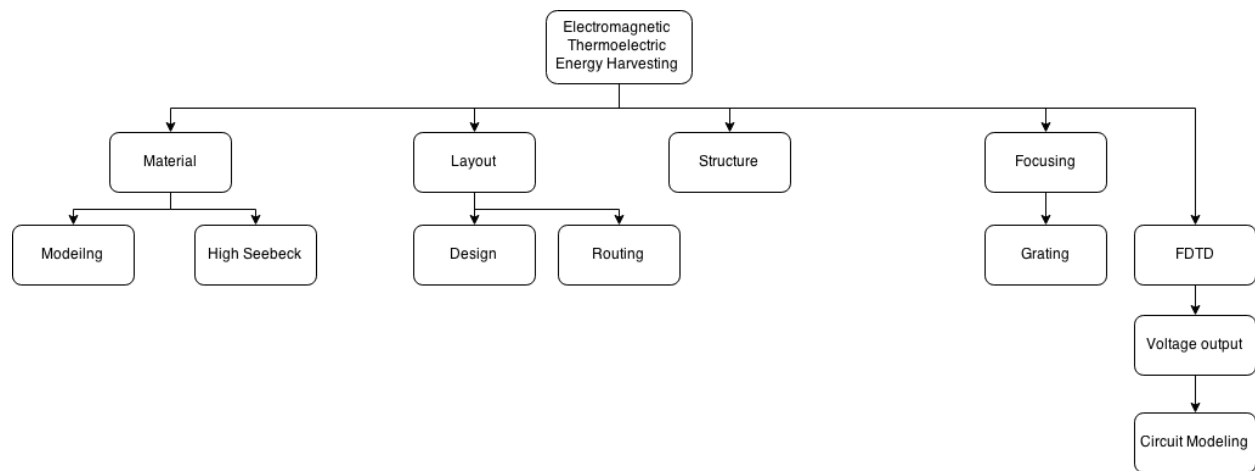 Electromagnetic
Thermoelectric
Energy Harvesting
Material
Layout
Structure
Focusing
Modeilng
High Seebeck
Design
Routing
Grating
FDTD
Voltage output
Circuit Modeling